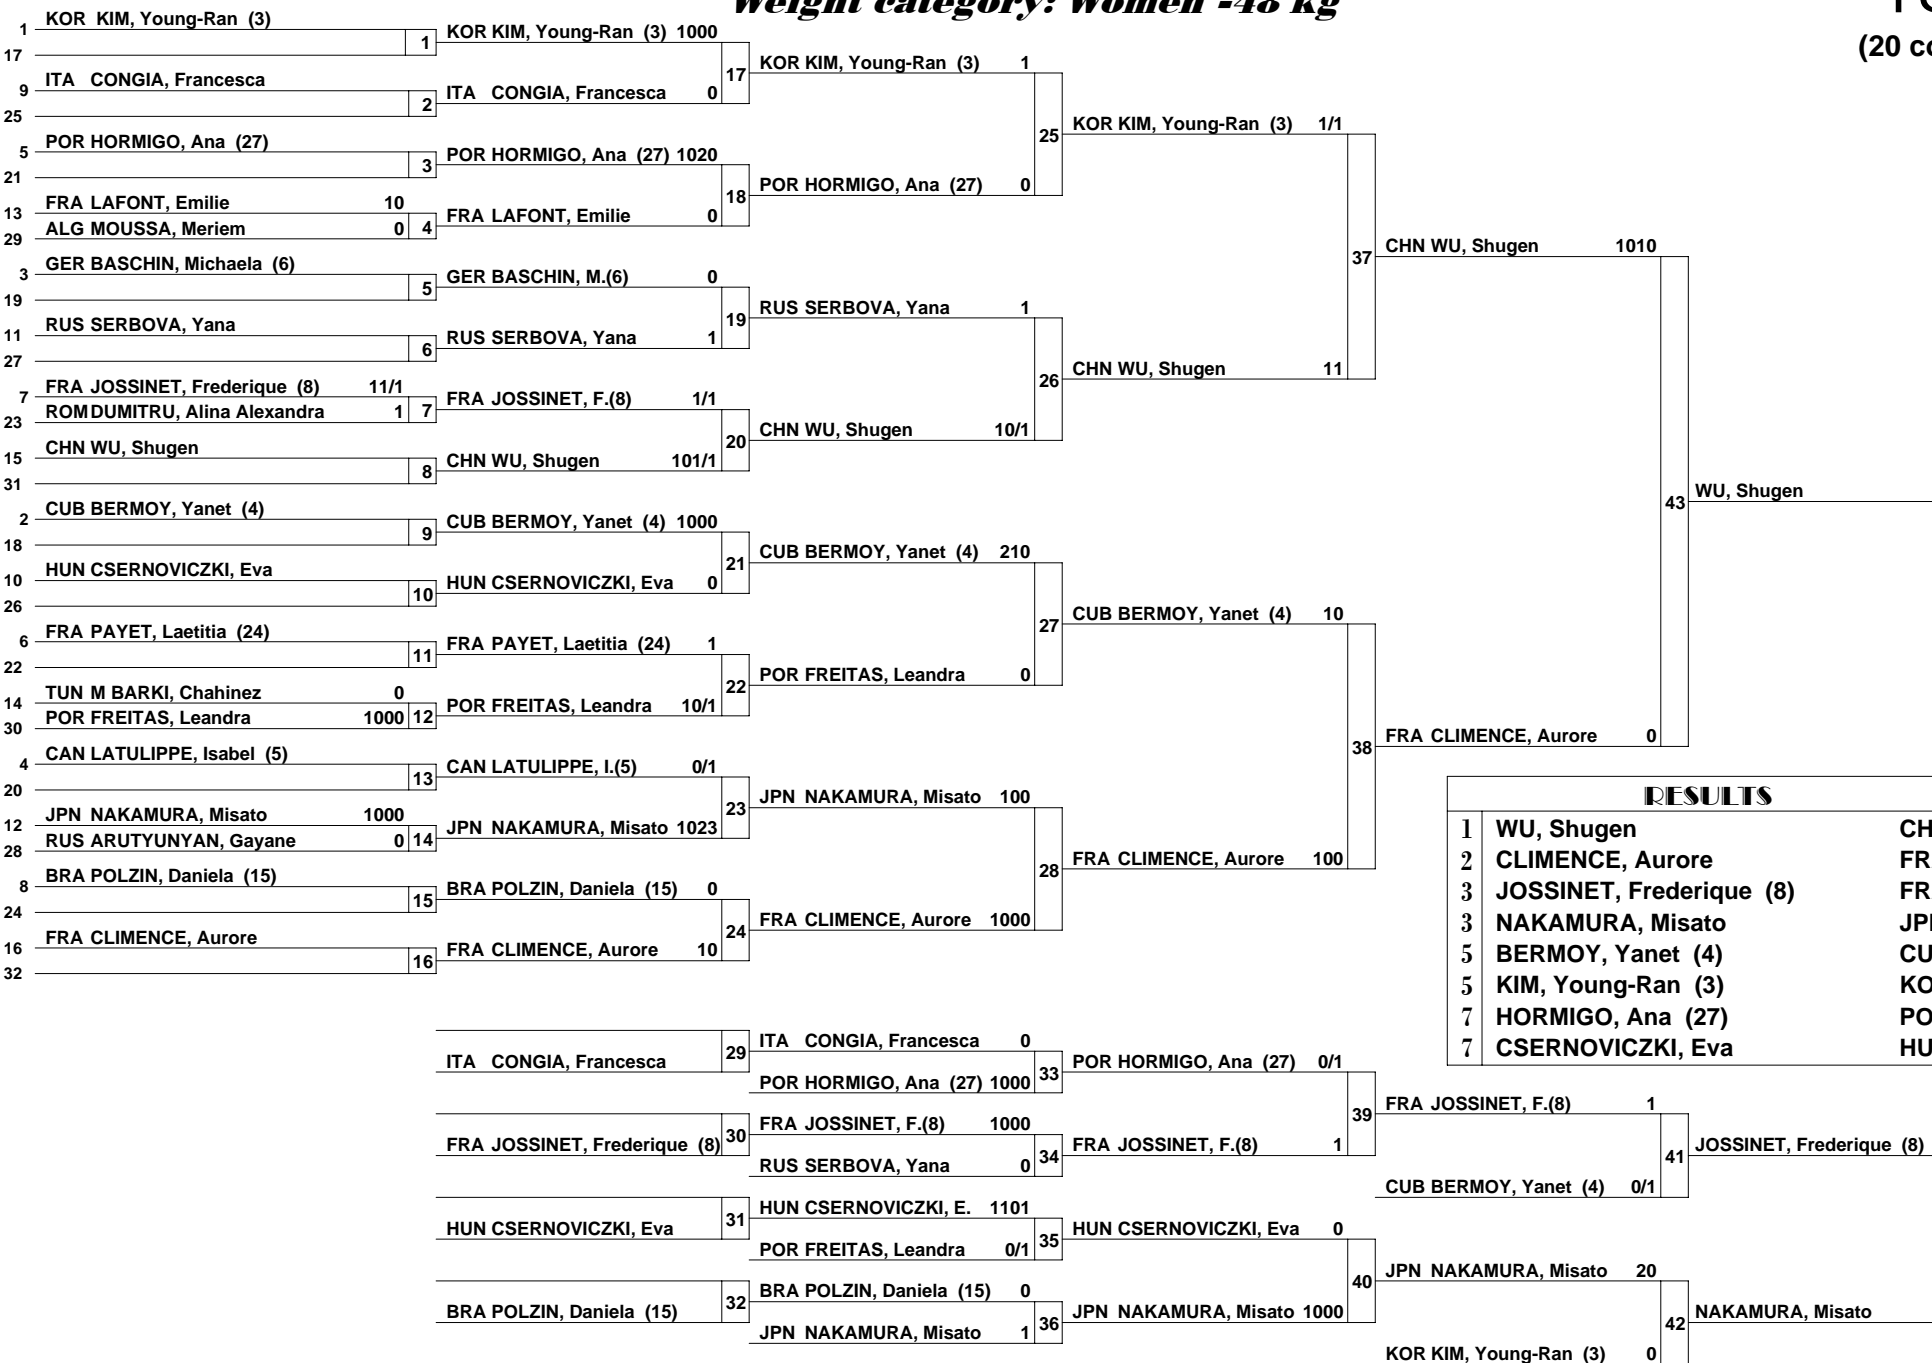 Weight category: Women -48 kg
(20 co
1 KOR KIM, Young-Ran (3)
17
1
9 ITA CONGIA, Francesca
25
2
5 POR HORMIGO, Ana (27)
21
3
13 FRA LAFONT, Emilie 10
29 ALG MOUSSA, Meriem 0
4
3 GER BASCHIN, Michaela (6)
19
5
11 RUS SERBOVA, Yana
27
6
7 FRA JOSSINET, Frederique (8) 11/1
23 ROM DUMITRU, Alina Alexandra 1
7
15 CHN WU, Shugen
31
8
2 CUB BERMOY, Yanet (4)
18
9
10 HUN CSERNOVICZKI, Eva
26
10
6 FRA PAYET, Laetitia (24)
22
11
14 TUN M BARKI, Chahinez 0
30 POR FREITAS, Leandra 1000
12
4 CAN LATULIPPE, Isabel (5)
20
13
12 JPN NAKAMURA, Misato 1000
28 RUS ARUTYUNYAN, Gayane 0
14
8 BRA POLZIN, Daniela (15)
24
15
16 FRA CLIMENCE, Aurore
32
16
KOR KIM, Young-Ran (3) 1000
ITA CONGIA, Francesca 0
17
POR HORMIGO, Ana (27) 1020
FRA LAFONT, Emilie 0
18
GER BASCHIN, M.(6) 0
RUS SERBOVA, Yana 1
19
FRA JOSSINET, F.(8) 1/1
CHN WU, Shugen 101/1
20
CUB BERMOY, Yanet (4) 1000
HUN CSERNOVICZKI, Eva 0
21
FRA PAYET, Laetitia (24) 1
POR FREITAS, Leandra 10/1
22
CAN LATULIPPE, I.(5) 0/1
JPN NAKAMURA, Misato 1023
23
BRA POLZIN, Daniela (15) 0
FRA CLIMENCE, Aurore 10
24
KOR KIM, Young-Ran (3) 1
POR HORMIGO, Ana (27) 0
25
RUS SERBOVA, Yana 1
CHN WU, Shugen 10/1
26
CUB BERMOY, Yanet (4) 210
POR FREITAS, Leandra 0
27
JPN NAKAMURA, Misato 100
FRA CLIMENCE, Aurore 1000
28
KOR KIM, Young-Ran (3) 1/1
CHN WU, Shugen 11
37
CUB BERMOY, Yanet (4) 10
FRA CLIMENCE, Aurore 100
38
CHN WU, Shugen 1010
FRA CLIMENCE, Aurore 0
43
WU, Shugen
RESULTS
1 WU, Shugen CH
2 CLIMENCE, Aurore FR
3 JOSSINET, Frederique (8) FR
3 NAKAMURA, Misato JP
5 BERMOY, Yanet (4) CU
5 KIM, Young-Ran (3) KO
7 HORMIGO, Ana (27) PO
7 CSERNOVICZKI, Eva HU
ITA CONGIA, Francesca
29
FRA JOSSINET, Frederique (8)
30
HUN CSERNOVICZKI, Eva
31
BRA POLZIN, Daniela (15)
32
ITA CONGIA, Francesca 0
POR HORMIGO, Ana (27) 1000
33
FRA JOSSINET, F.(8) 1000
RUS SERBOVA, Yana 0
34
HUN CSERNOVICZKI, E. 1101
POR FREITAS, Leandra 0/1
35
BRA POLZIN, Daniela (15) 0
JPN NAKAMURA, Misato 1
36
POR HORMIGO, Ana (27) 0/1
FRA JOSSINET, F.(8) 1
39
HUN CSERNOVICZKI, Eva 0
JPN NAKAMURA, Misato 1000
40
FRA JOSSINET, F.(8) 1
CUB BERMOY, Yanet (4) 0/1
41
JOSSINET, Frederique (8)
JPN NAKAMURA, Misato 20
KOR KIM, Young-Ran (3) 0
42
NAKAMURA, Misato